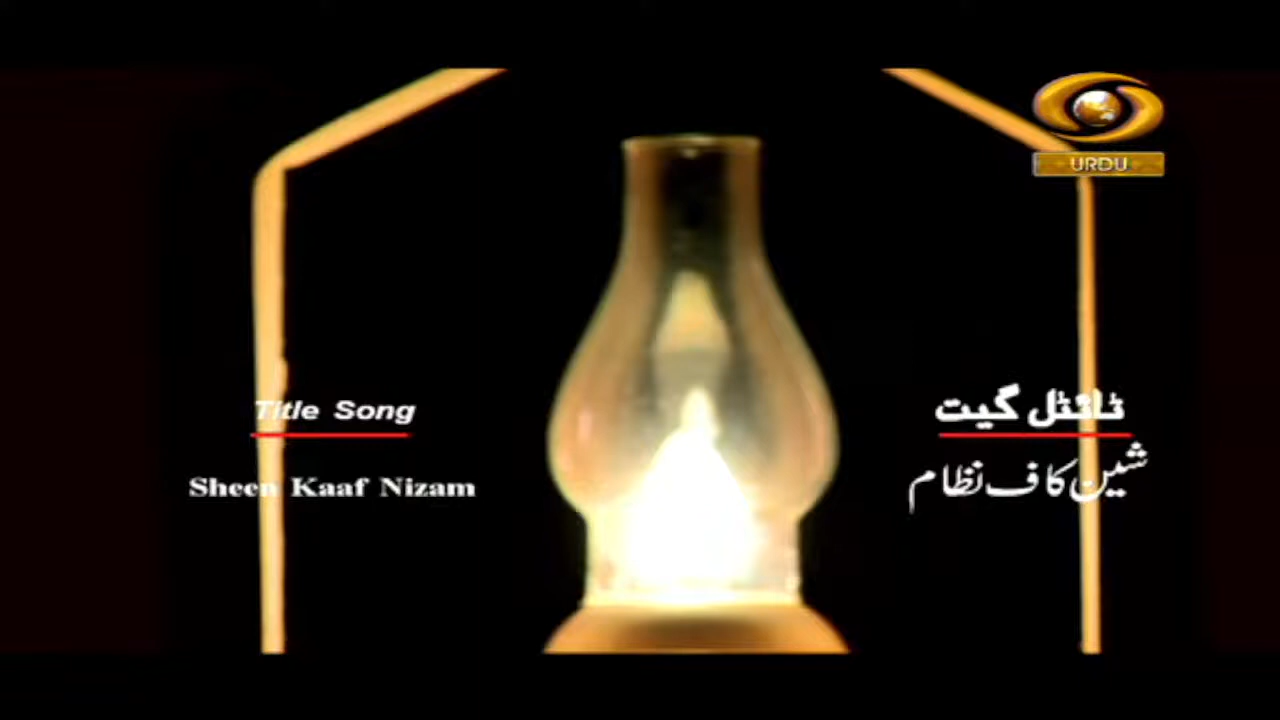 URDU
Title Song
ٹائٹل گیت
Sheen Kaaf Nizam
شین کاف نظام